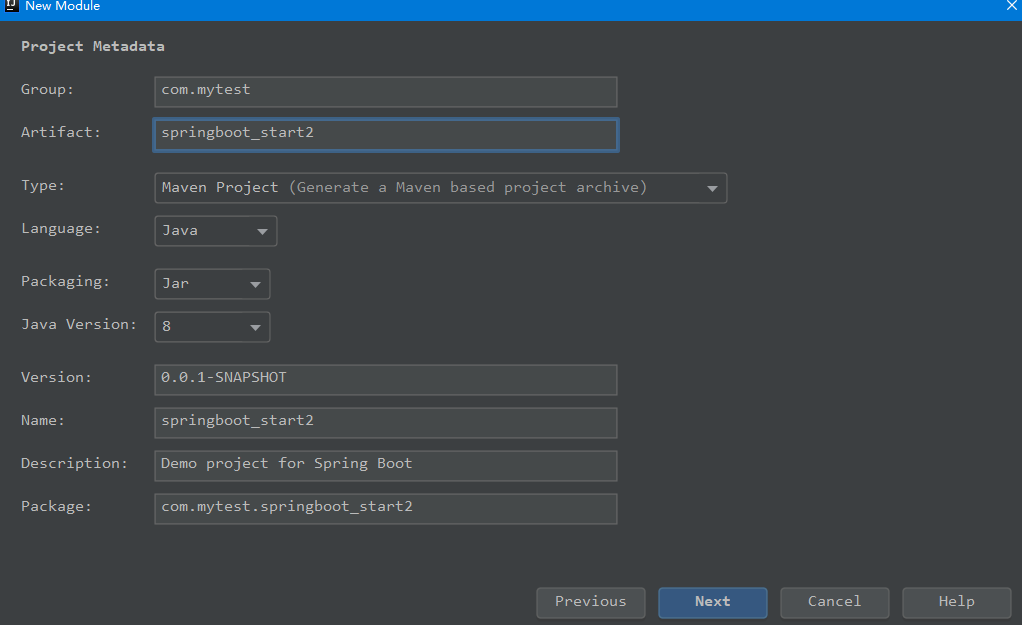 IJ New Module
Project Metadata
Group: com.mytest
Artifact: springboot_start2
Type: Maven Project (Generate a Maven based project archive)
Language: Java
Packaging: Jar
Java Version: 8
Version: 0.0.1-SNAPSHOT
Name: springboot_start2
Description: Demo project for Spring Boot
Package: com.mytest.springboot_start2
Previous Next Cancel Help